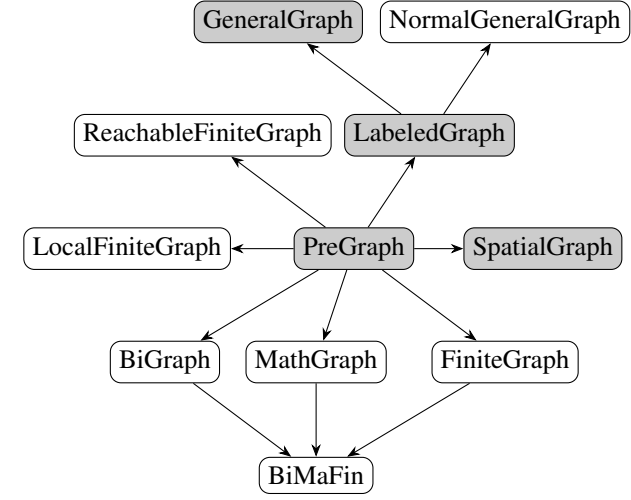 GeneralGraph
NormalGeneralGraph
ReachableFiniteGraph
LabeledGraph
LocalFiniteGraph
PreGraph
SpatialGraph
BiGraph
MathGraph
FiniteGraph
BiMaFin